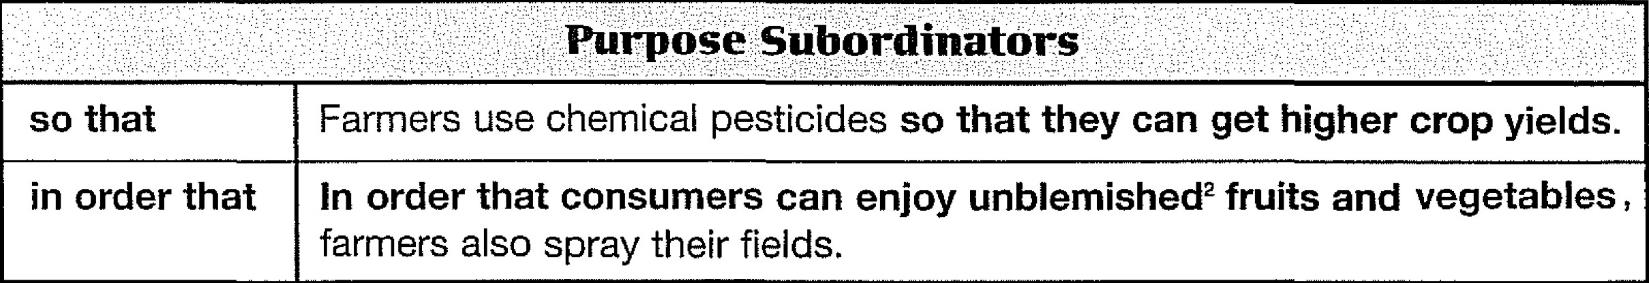 Purpose Subordinators
so that
Farmers use chemical pesticides so that they can get higher crop yields.
in order that
In order that consumers can enjoy unblemished² fruits and vegetables,
farmers also spray their fields.